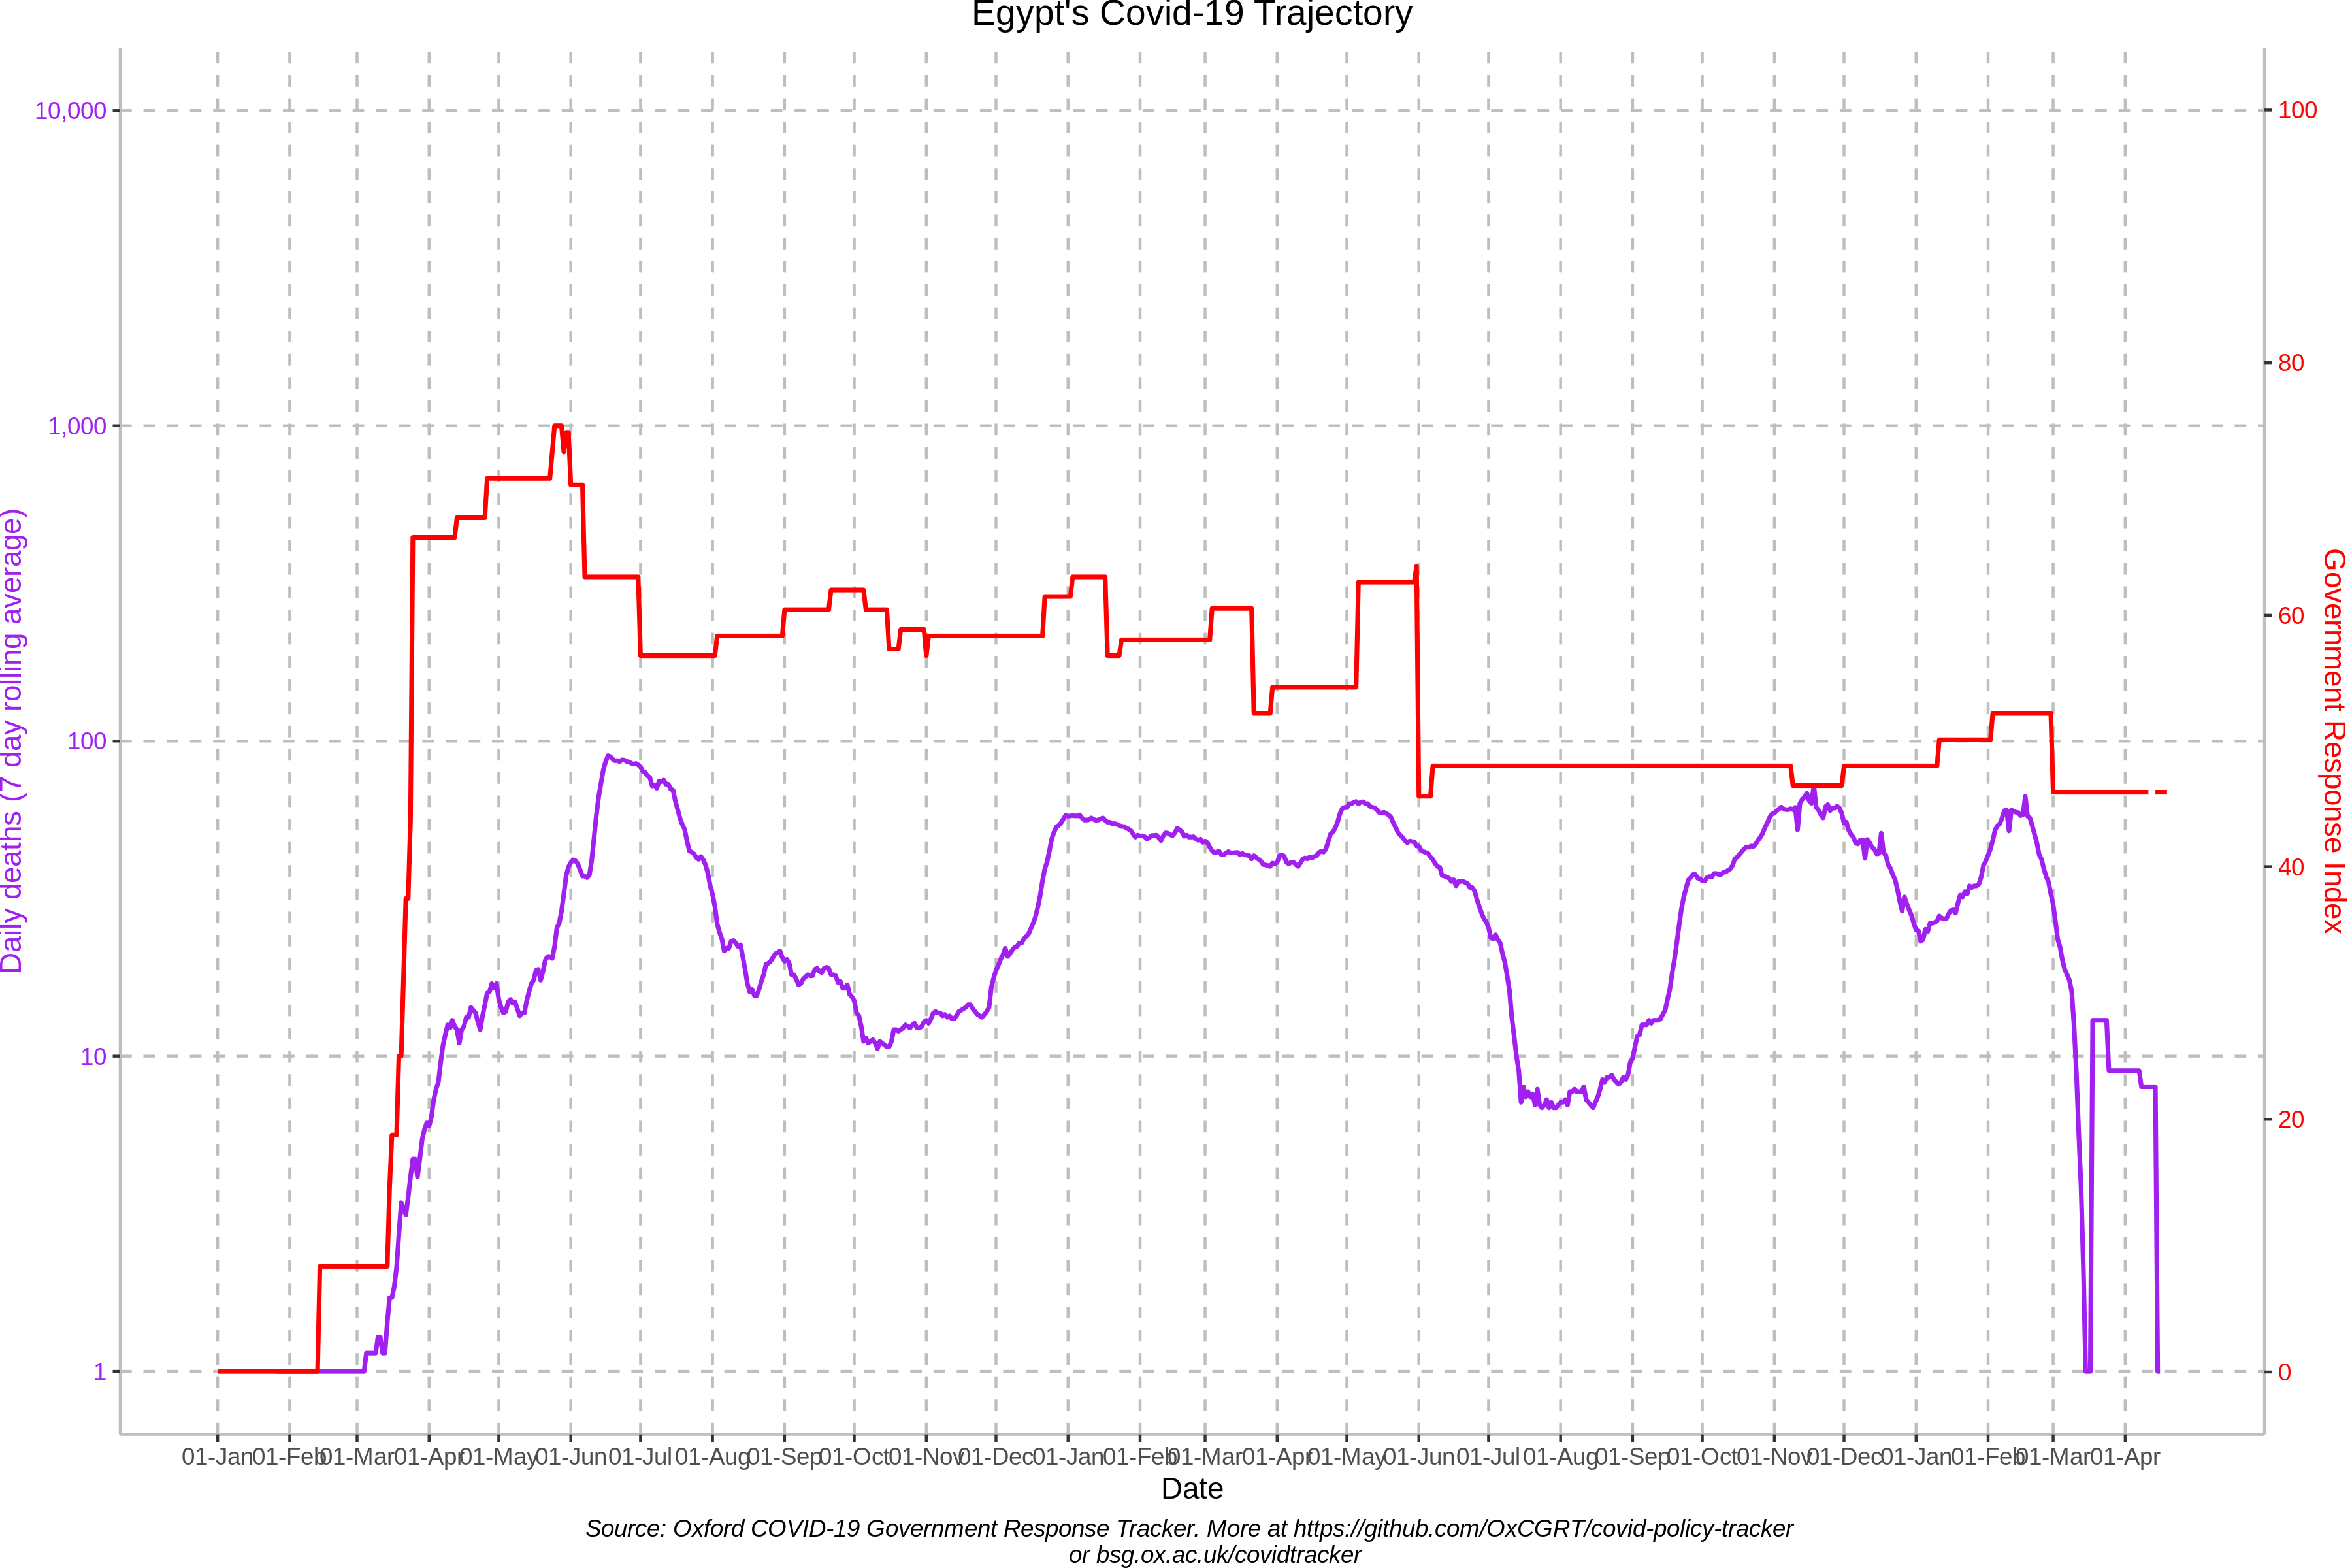 Egypt's Covid-19 Trajectory
10,000
1,000
100
10
1
Daily deaths (7 day rolling average)
100
80
60
40
20
0
Government Response Index
01-Jan 01-Feb 01-Mar 01-Apr 01-May 01-Jun 01-Jul 01-Aug 01-Sep 01-Oct 01-Nov 01-Dec 01-Jan 01-Feb 01-Mar 01-Apr 01-May 01-Jun 01-Jul 01-Aug 01-Sep 01-Oct 01-Nov 01-Dec 01-Jan 01-Feb 01-Mar 01-Apr
Date
Source: Oxford COVID-19 Government Response Tracker. More at https://github.com/OxCGRT/covid-policy-tracker
or bsg.ox.ac.uk/covidtracker